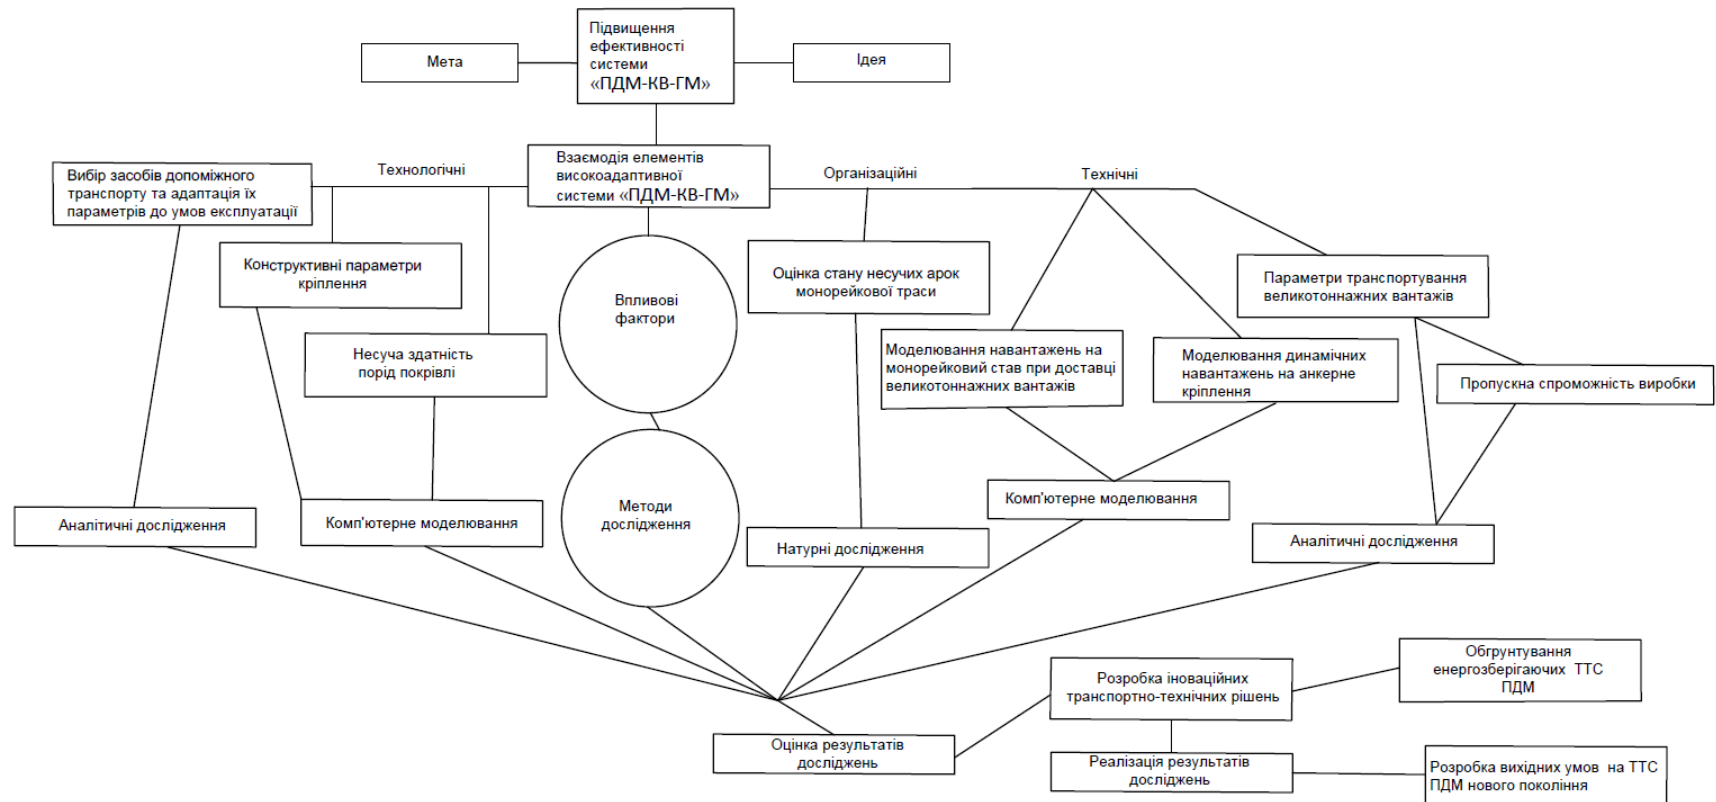 Підвищення
ефективності
системи
«ПДМ-КВ-ГМ»
Мета
Ідея
Взаємодія елементів
високоадаптивної
системи «ПДМ-КВ-ГМ»
Технологічні
Організаційні
Технічні
Вибір засобів допоміжного
транспорту та адаптація їх
параметрів до умов експлуатації
Конструктивні параметри
кріплення
Несуча здатність
порід покрівлі
Впливові
фактори
Оцінка стану несучих арок
монорейкової траси
Параметри транспортування
великотоннажних вантажів
Моделювання навантажень на
монорейковий став при доставці
великотоннажних вантажів
Моделювання динамічних
навантажень на анкерне
кріплення
Пропускна спроможність виробки
Аналітичні дослідження
Комп'ютерне моделювання
Методи
дослідження
Натурні дослідження
Комп'ютерне моделювання
Аналітичні дослідження
Оцінка результатів
досліджень
Розробка іноваційних
транспортно-технічних рішень
Обгрунтування
енергозберігаючих ТТС
ПДМ
Реалізація результатів
досліджень
Розробка вихідних умов на ТТС
ПДМ нового покоління